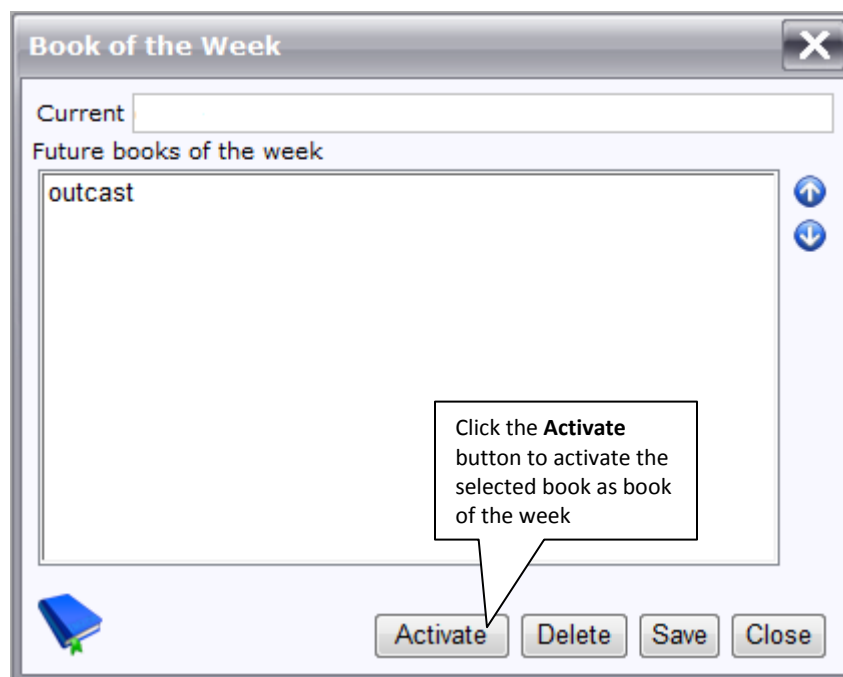 Book of the Week
Current
Future books of the week
outcast
Click the Activate
button to activate the
selected book as book
of the week
Activate Delete Save Close